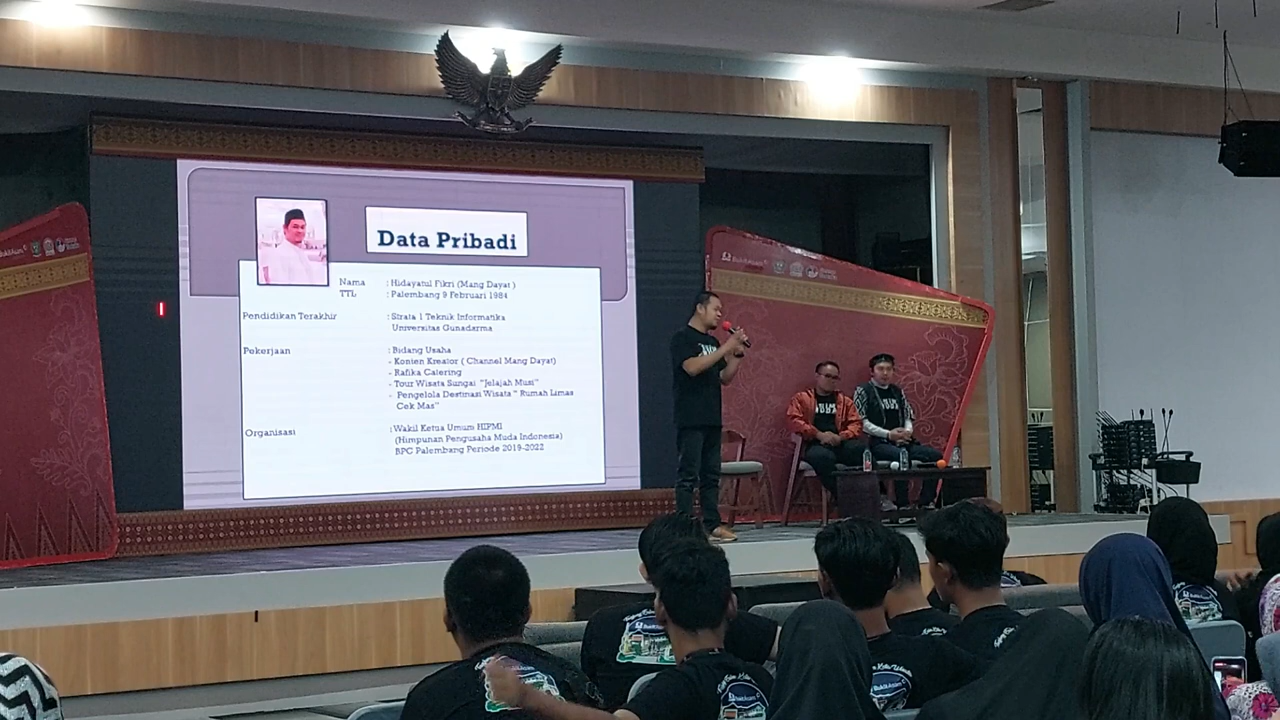 Data Pribadi
Nama : Hidayatul Fikri (Mang Dayat )
TTL : Palembang 9 Februari 1984
Pendidikan Terakhir : Strata 1 Teknik Informatika
Universitas Gunadarma
Pekerjaan : Bidang Usaha
- Konten Kreator ( Channel Mang Dayat)
- Rafika Catering
- Tour Wisata Sungai "Jelajah Musi"
- Pengelola Destinasi Wisata " Rumah Limas
Cek Mas"
Organisasi : Wakil Ketua Umum HIPMI
(Himpunan Pengusaha Muda Indonesia)
BPC Palembang Periode 2019-2022
BukitAsam
BukitAsam